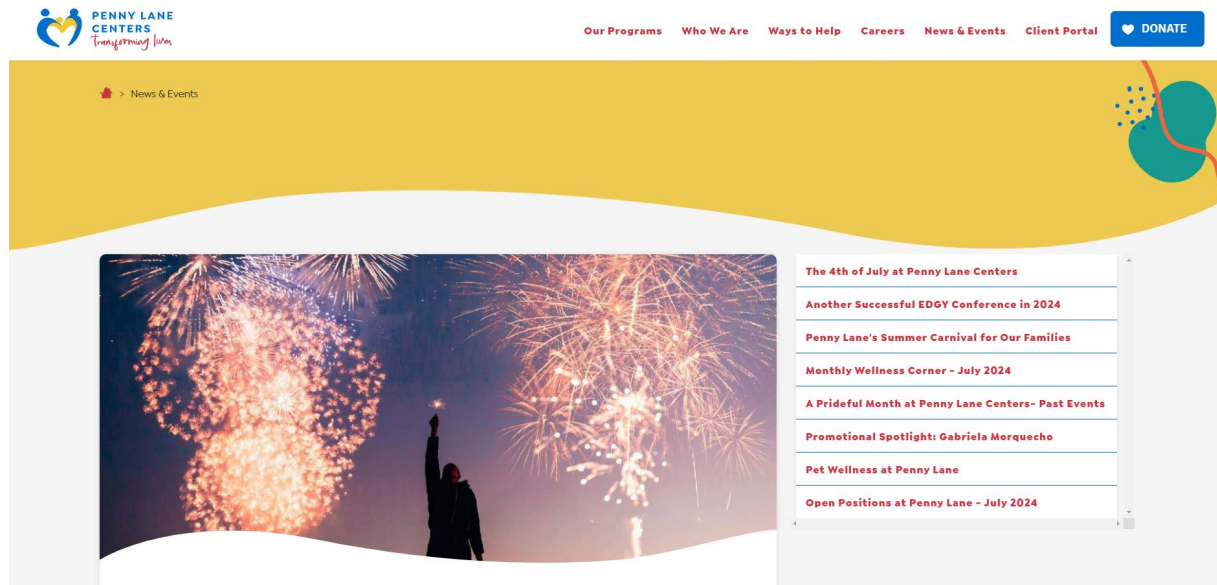 PENNY LANE
CENTERS
Transforming lives
Our Programs Who We Are Ways to Help Careers News & Events Client Portal DONATE
> News & Events
The 4th of July at Penny Lane Centers
Another Successful EDGY Conference in 2024
Penny Lane's Summer Carnival for Our Families
Monthly Wellness Corner - July 2024
A Prideful Month at Penny Lane Centers- Past Events
Promotional Spotlight: Gabriela Morquecho
Pet Wellness at Penny Lane
Open Positions at Penny Lane - July 2024